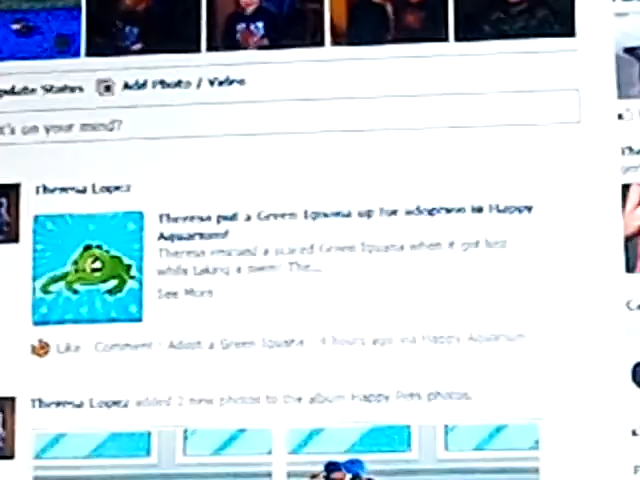 pdate Status Add Photo / Video
t's on your mind?
Theresa Lopez
Theresa put a Green Iguana up for adoption in Happy
Aquarium!
Theresa rescued a scared Green Iguana when it got lost
while taking a swim! The...
See More
Like · Comment · Adopt a Green Iguana · 4 hours ago via Happy Aquarium
Theresa Lopez added 2 new photos to the album Happy Pets photos.